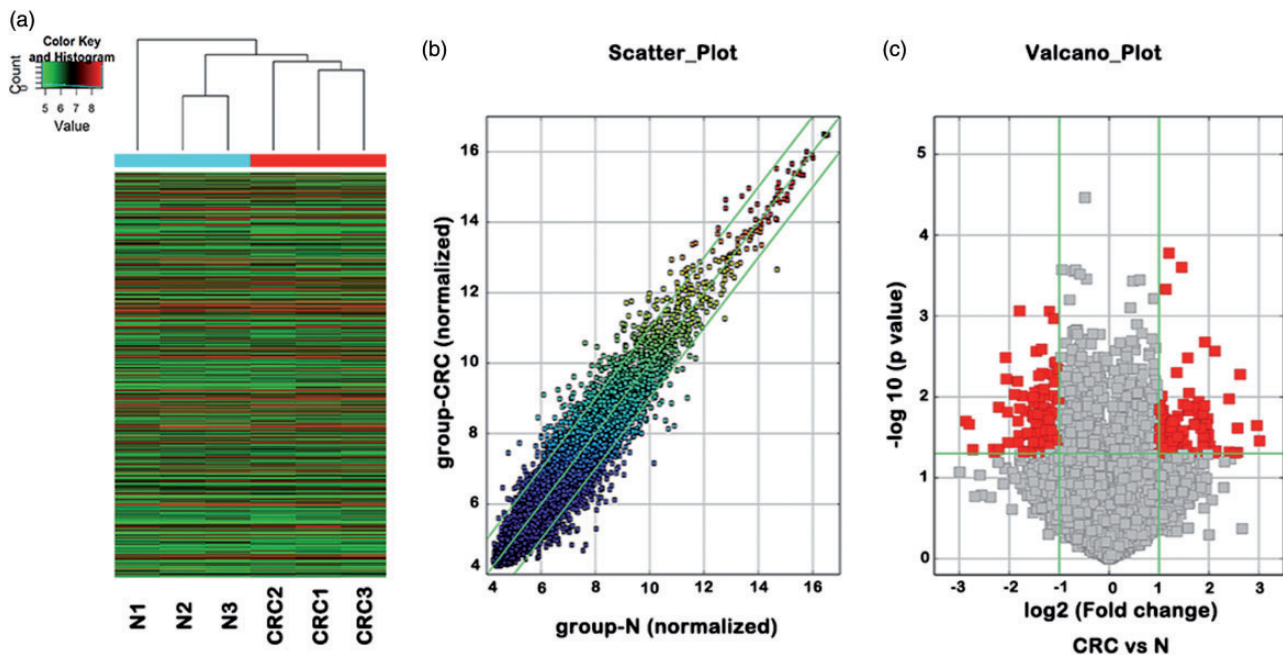 (a)
Color Key
and Histogram
Count
0
5 6 7 8
Value
N1 N2 N3 CRC2 CRC1 CRC3
(b)
Scatter_Plot
group-CRC (normalized)
16
14
12
10
8
6
4
4 6 8 10 12 14 16
group-N (normalized)
(c)
Valcano_Plot
-log 10 (p value)
5
4
3
2
1
0
-3 -2 -1 0 1 2 3
log2 (Fold change)
CRC vs N